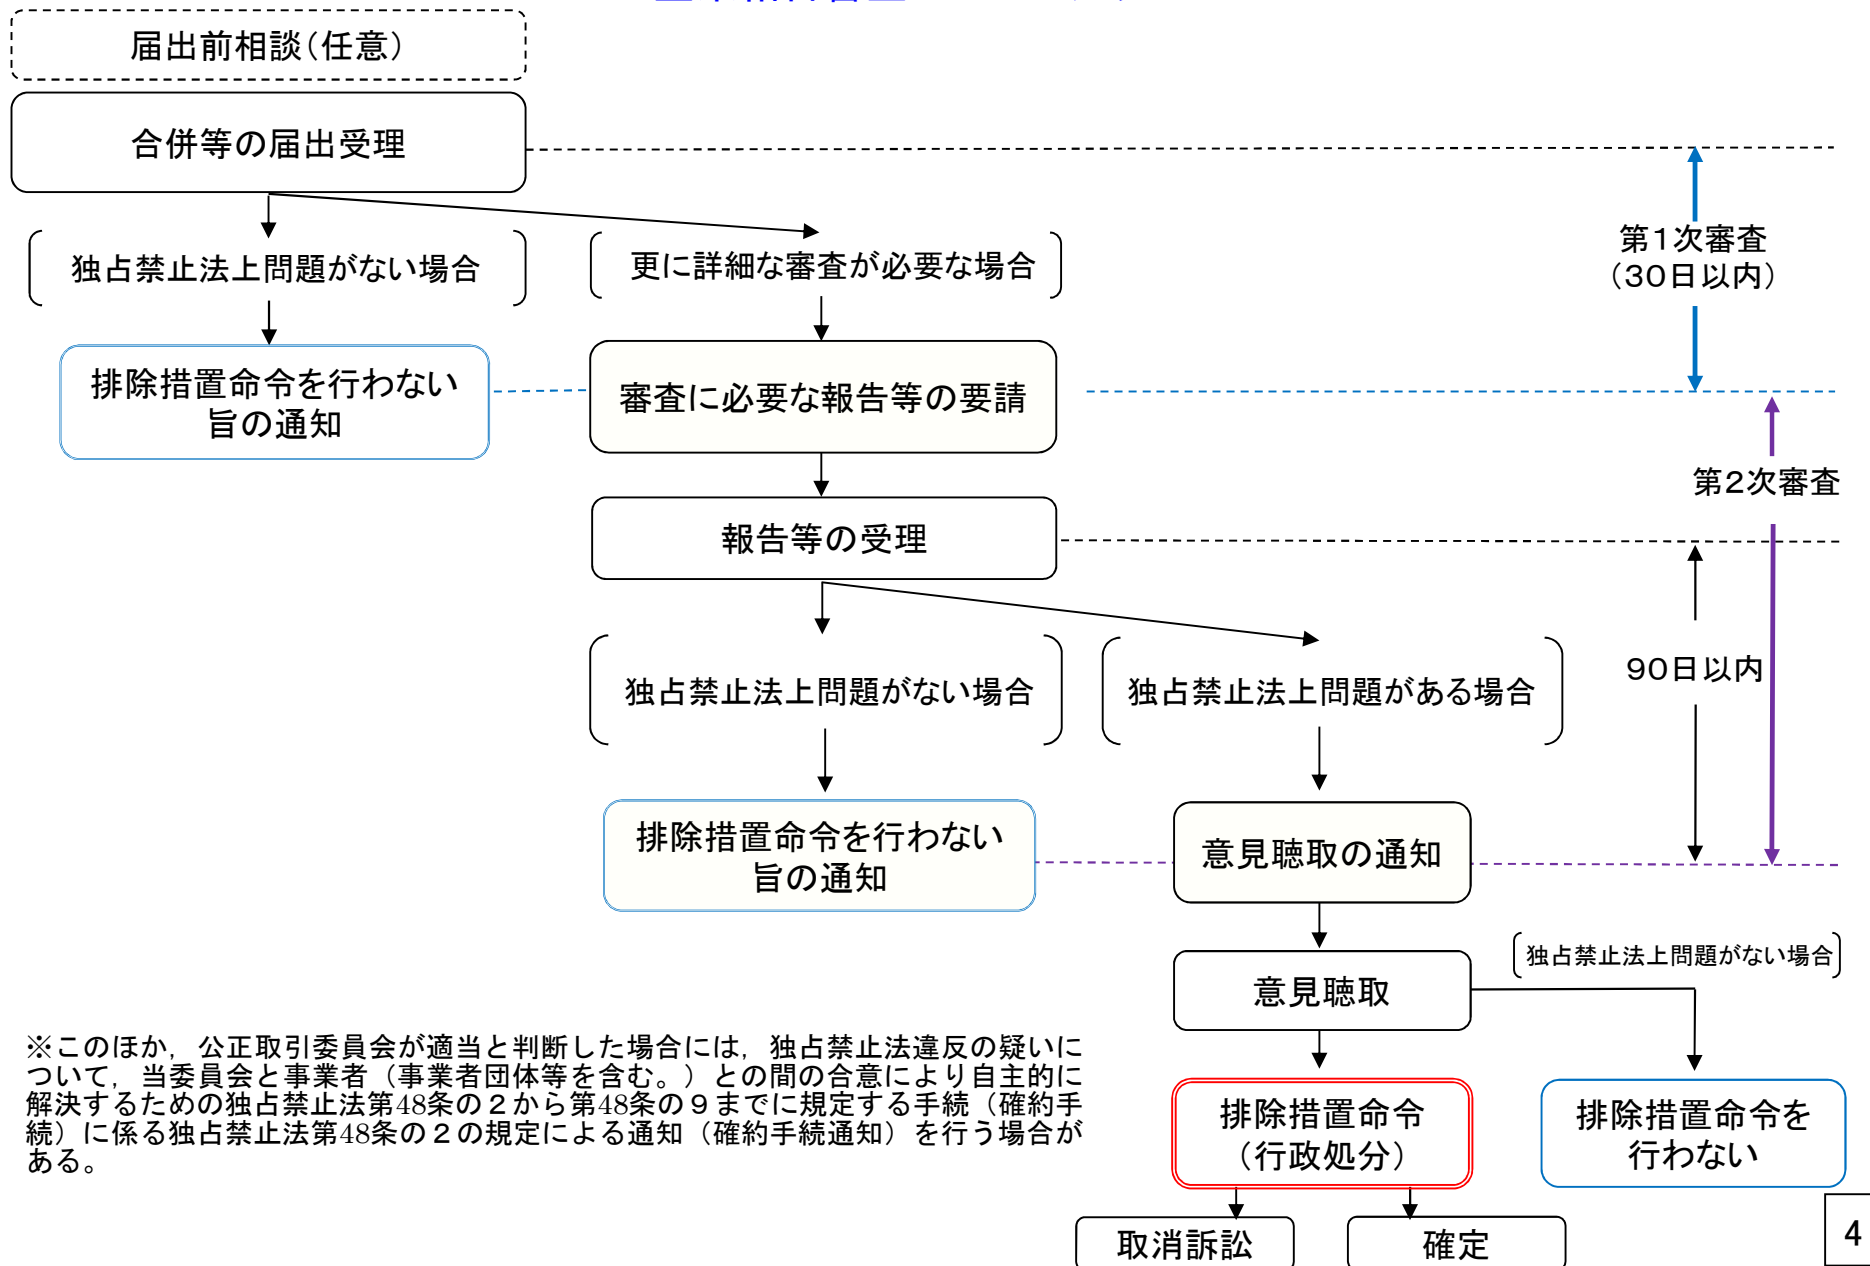 届出前相談(任意)
合併等の届出受理
独占禁止法上問題がない場合
更に詳細な審査が必要な場合
第1次審査
(30日以内)
排除措置命令を行わない
旨の通知
審査に必要な報告等の要請
第2次審査
報告等の受理
独占禁止法上問題がない場合
独占禁止法上問題がある場合
90日以内
排除措置命令を行わない
旨の通知
意見聴取の通知
意見聴取
独占禁止法上問題がない場合
※このほか，公正取引委員会が適当と判断した場合には，独占禁止法違反の疑いに
ついて，当委員会と事業者（事業者団体等を含む。）との間の合意により自主的に
解決するための独占禁止法第48条の２から第48条の９までに規定する手続（確約手
続）に係る独占禁止法第48条の２の規定による通知（確約手続通知）を行う場合が
ある。
排除措置命令
(行政処分)
排除措置命令を
行わない
取消訴訟
確定
4